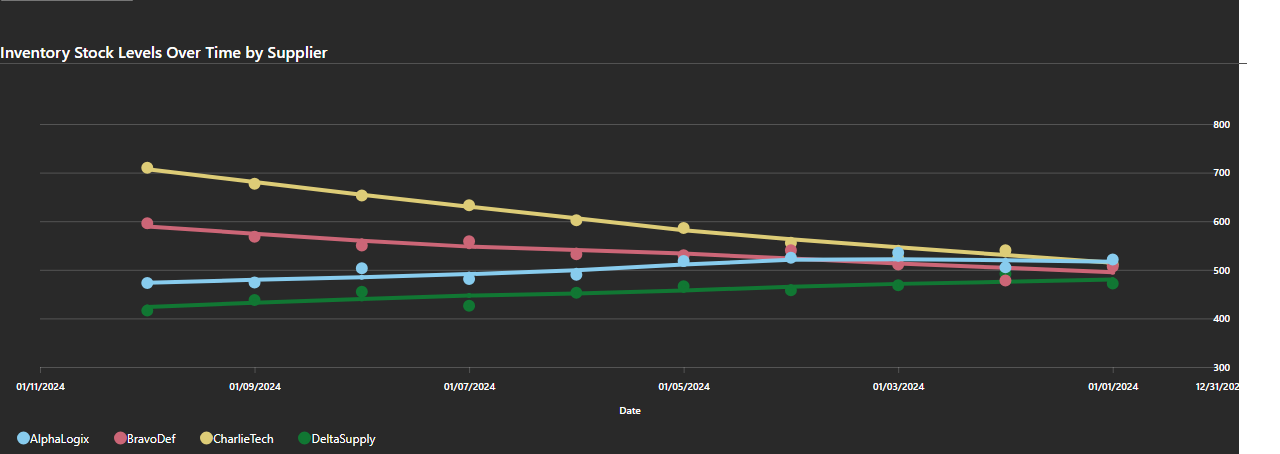 Inventory Stock Levels Over Time by Supplier
800
700
600
500
400
300
01/11/2024 01/09/2024 01/07/2024 01/05/2024 01/03/2024 01/01/2024 12/31/202
Date
AlphaLogix BravoDef CharlieTech DeltaSupply